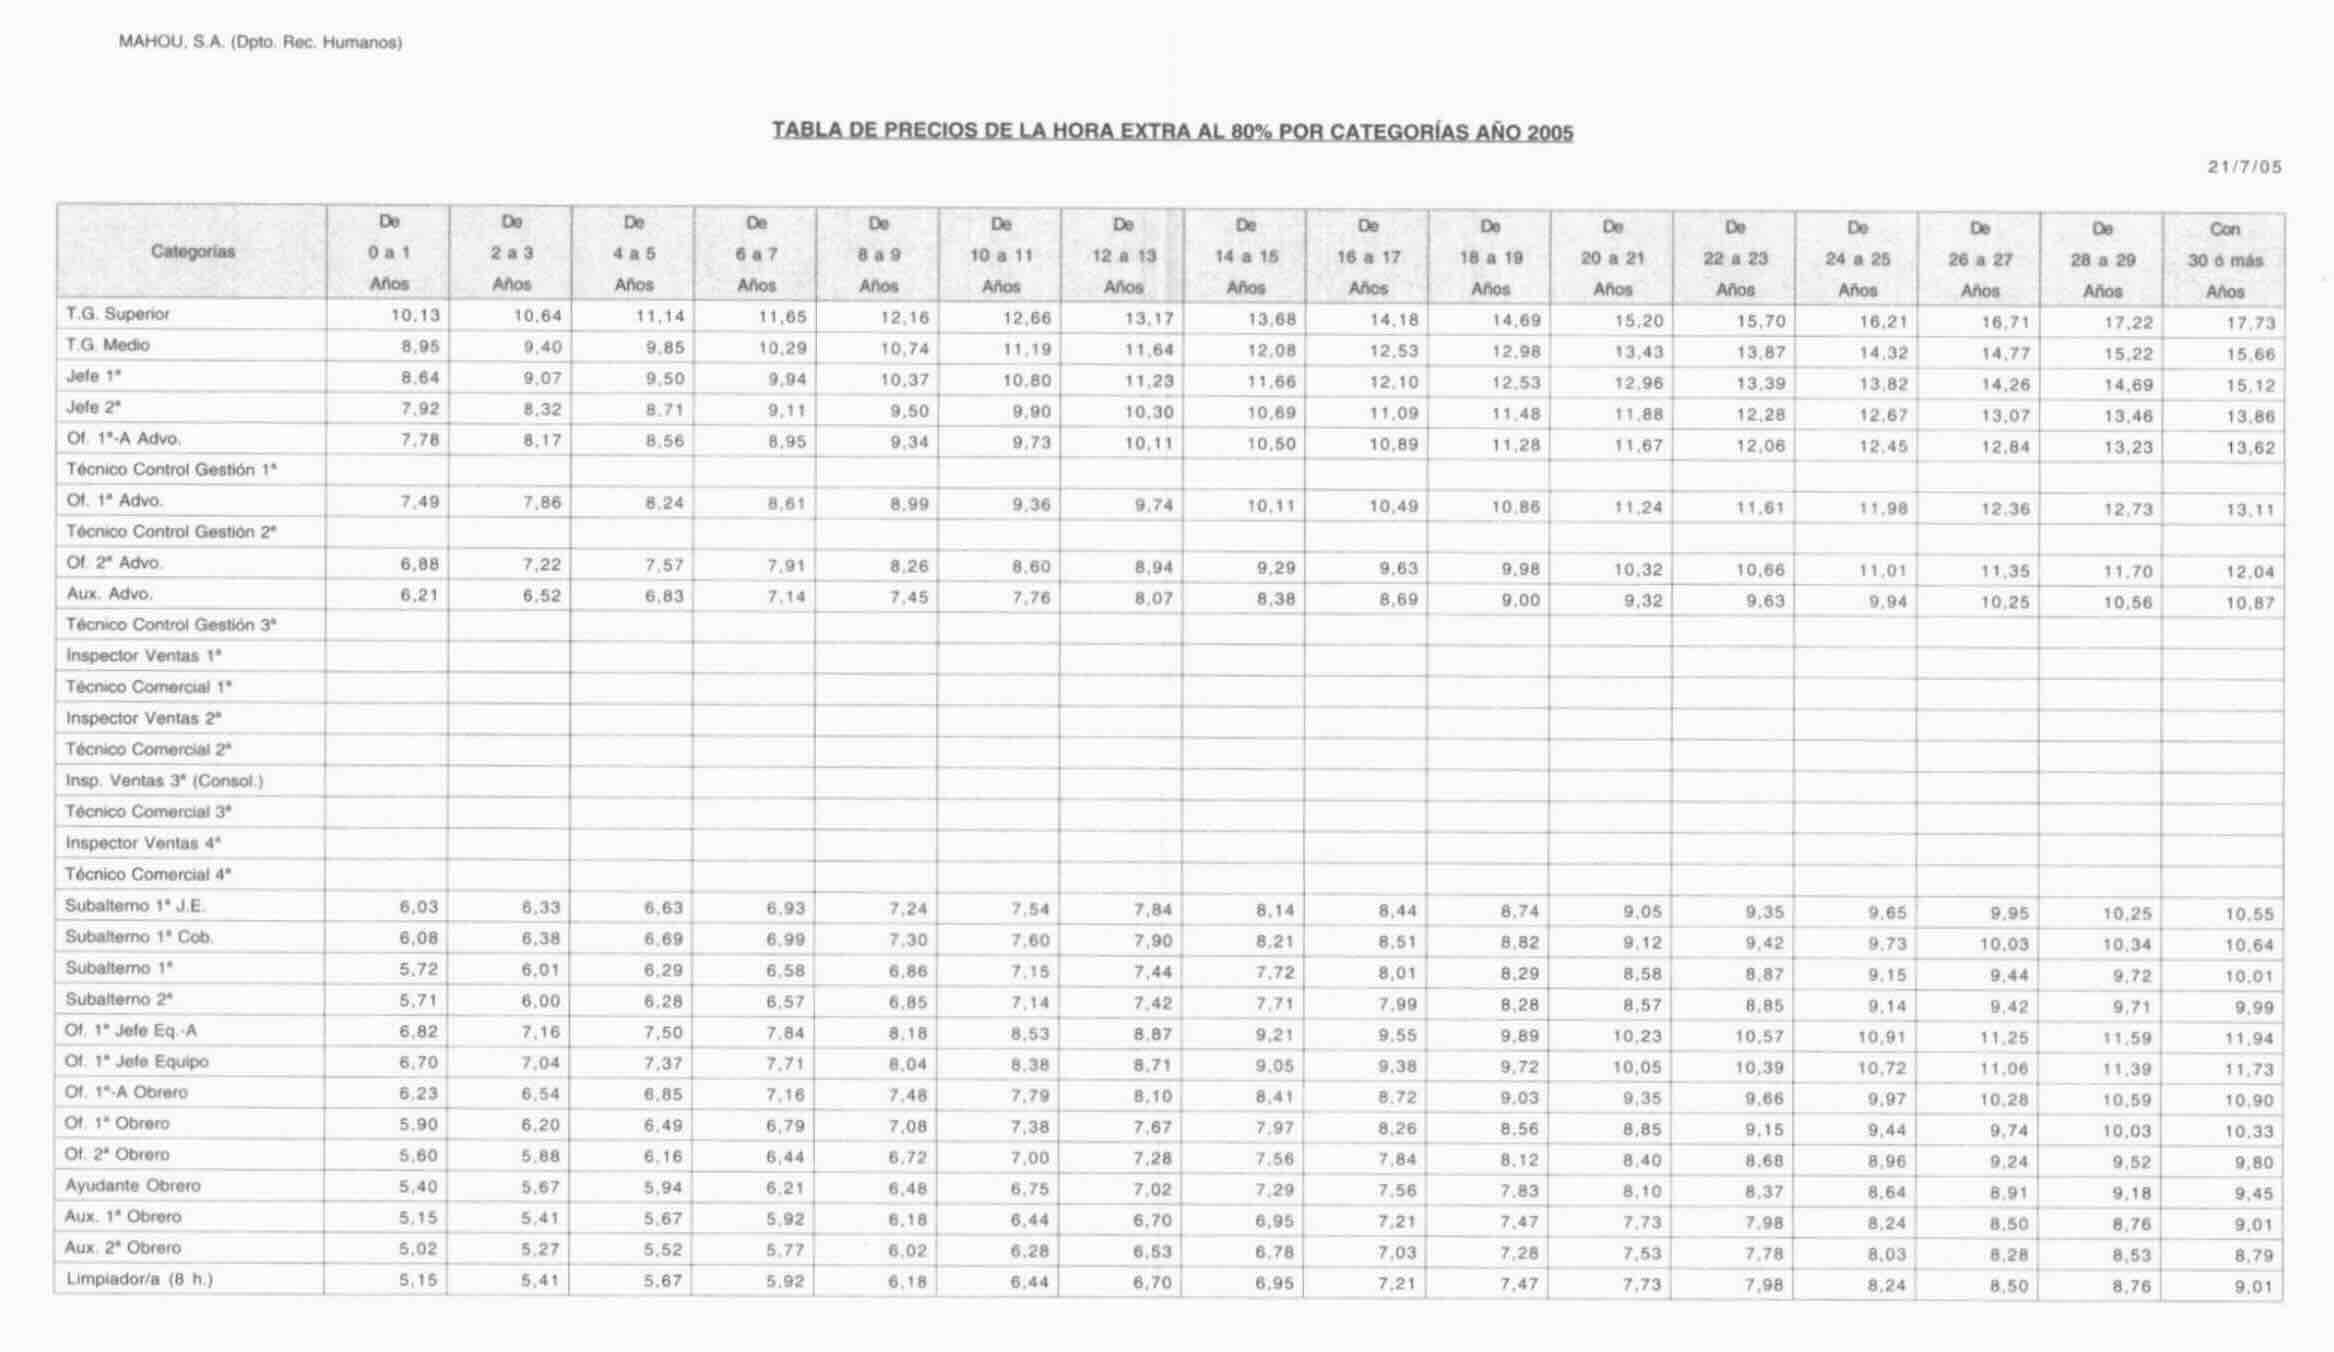 MAHOU, S.A. (Dpto. Rec. Humanos)
TABLA DE PRECIOS DE LA HORA EXTRA AL 80% POR CATEGORÍAS AÑO 2005
21/7/05
Categorías De 0 a 1 Años De 2 a 3 Años De 4 a 5 Años De 6 a 7 Años De 8 a 9 Años De 10 a 11 Años De 12 a 13 Años De 14 a 15 Años De 16 a 17 Años De 18 a 19 Años De 20 a 21 Años De 22 a 23 Años De 24 a 25 Años De 26 a 27 Años De 28 a 29 Años Con 30 ó más Años
T.G. Superior 10,13 10,64 11,14 11,65 12,16 12,66 13,17 13,68 14,18 14,69 15,20 15,70 16,21 16,71 17,22 17,73
T.G. Medio 8,95 9,40 9,85 10,29 10,74 11,19 11,64 12,08 12,53 12,98 13,43 13,87 14,32 14,77 15,22 15,66
Jefe 1ª 8,64 9,07 9,50 9,94 10,37 10,80 11,23 11,66 12,10 12,53 12,96 13,39 13,82 14,26 14,69 15,12
Jefe 2ª 7,92 8,32 8,71 9,11 9,50 9,90 10,30 10,69 11,09 11,48 11,88 12,28 12,67 13,07 13,46 13,86
Of. 1ª-A Advo. 7,78 8,17 8,56 8,95 9,34 9,73 10,11 10,50 10,89 11,28 11,67 12,06 12,45 12,84 13,23 13,62
Técnico Control Gestión 1ª
Of. 1ª Advo. 7,49 7,86 8,24 8,61 8,99 9,36 9,74 10,11 10,49 10,86 11,24 11,61 11,98 12,36 12,73 13,11
Técnico Control Gestión 2ª
Of. 2ª Advo. 6,88 7,22 7,57 7,91 8,26 8,60 8,94 9,29 9,63 9,98 10,32 10,66 11,01 11,35 11,70 12,04
Aux. Advo. 6,21 6,52 6,83 7,14 7,45 7,76 8,07 8,38 8,69 9,00 9,32 9,63 9,94 10,25 10,56 10,87
Técnico Control Gestión 3ª
Inspector Ventas 1ª
Técnico Comercial 1ª
Inspector Ventas 2ª
Técnico Comercial 2ª
Insp. Ventas 3ª (Consol.)
Técnico Comercial 3ª
Inspector Ventas 4ª
Técnico Comercial 4ª
Subalterno 1ª J.E. 6,03 6,33 6,63 6,93 7,24 7,54 7,84 8,14 8,44 8,74 9,05 9,35 9,65 9,95 10,25 10,55
Subalterno 1ª Cob. 6,08 6,38 6,69 6,99 7,30 7,60 7,90 8,21 8,51 8,82 9,12 9,42 9,73 10,03 10,34 10,64
Subalterno 1ª 5,72 6,01 6,29 6,58 6,86 7,15 7,44 7,72 8,01 8,29 8,58 8,87 9,15 9,44 9,72 10,01
Subalterno 2ª 5,71 6,00 6,28 6,57 6,85 7,14 7,42 7,71 7,99 8,28 8,57 8,85 9,14 9,42 9,71 9,99
Of. 1ª Jefe Eq.-A 6,82 7,16 7,50 7,84 8,18 8,53 8,87 9,21 9,55 9,89 10,23 10,57 10,91 11,25 11,59 11,94
Of. 1ª Jefe Equipo 6,70 7,04 7,37 7,71 8,04 8,38 8,71 9,05 9,38 9,72 10,05 10,39 10,72 11,06 11,39 11,73
Of. 1ª-A Obrero 6,23 6,54 6,85 7,16 7,48 7,79 8,10 8,41 8,72 9,03 9,35 9,66 9,97 10,28 10,59 10,90
Of. 1ª Obrero 5,90 6,20 6,49 6,79 7,08 7,38 7,67 7,97 8,26 8,56 8,85 9,15 9,44 9,74 10,03 10,33
Of. 2ª Obrero 5,60 5,88 6,16 6,44 6,72 7,00 7,28 7,56 7,84 8,12 8,40 8,68 8,96 9,24 9,52 9,80
Ayudante Obrero 5,40 5,67 5,94 6,21 6,48 6,75 7,02 7,29 7,56 7,83 8,10 8,37 8,64 8,91 9,18 9,45
Aux. 1ª Obrero 5,15 5,41 5,67 5,92 6,18 6,44 6,70 6,95 7,21 7,47 7,73 7,98 8,24 8,50 8,76 9,01
Aux. 2ª Obrero 5,02 5,27 5,52 5,77 6,02 6,28 6,53 6,78 7,03 7,28 7,53 7,78 8,03 8,28 8,53 8,79
Limpiador/a (8 h.) 5,15 5,41 5,67 5,92 6,18 6,44 6,70 6,95 7,21 7,47 7,73 7,98 8,24 8,50 8,76 9,01